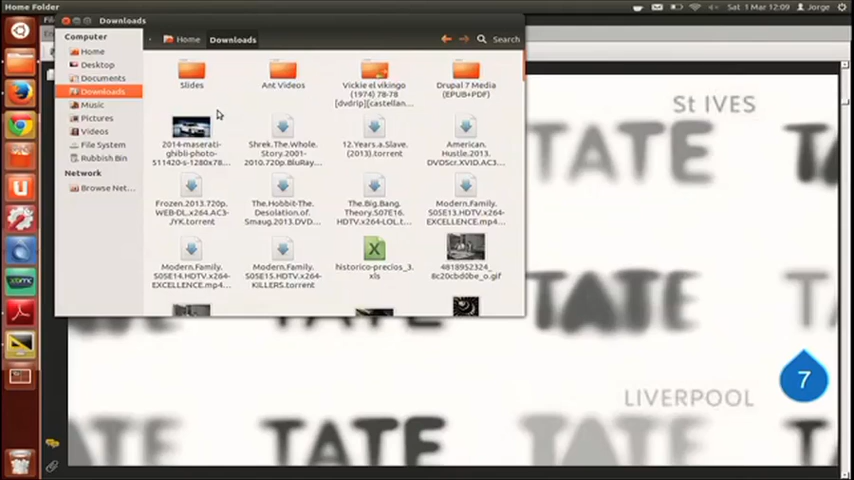 Home Folder
Sat 1 Mar 12:09
Jorge
Downloads
Computer
Home
Desktop
Documents
Downloads
Music
Pictures
Videos
File System
Rubbish Bin
Network
Browse Net...
Home
Downloads
Search
Slides
Ant Videos
Vickie el vikingo
(1974) 78-78
[dvdrip][castellan...
Drupal 7 Media
(EPUB+PDF)
2014-maserati-
ghibli-photo-
511420-s-1280x78...
Shrek.The.Whole.
Story.2001-
2010.720p.BluRay...
12.Years.a.Slave.
(2013).torrent
American.
Hustle.2013.
DVDScr.XVID.AC3...
Frozen.2013.720p.
WEB-DL.x264.AC3-
JYK.torrent
The.Hobbit-The.
Desolation.of.
Smaug.2013.DVD...
The.Big.Bang.
Theory.S07E16.
HDTV.x264-LOL.t...
Modern.Family.
S05E13.HDTV.x264-
EXCELLENCE.mp4...
Modern.Family.
S05E14.HDTV.x264-
EXCELLENCE.mp4...
Modern.Family.
S05E15.HDTV.x264-
KILLERS.torrent
historico-precios_3.
xls
4818952324_
8c20cbd0be_o.gif
St IVES
TATE
TATE
7
LIVERPOOL
TATE
TATE